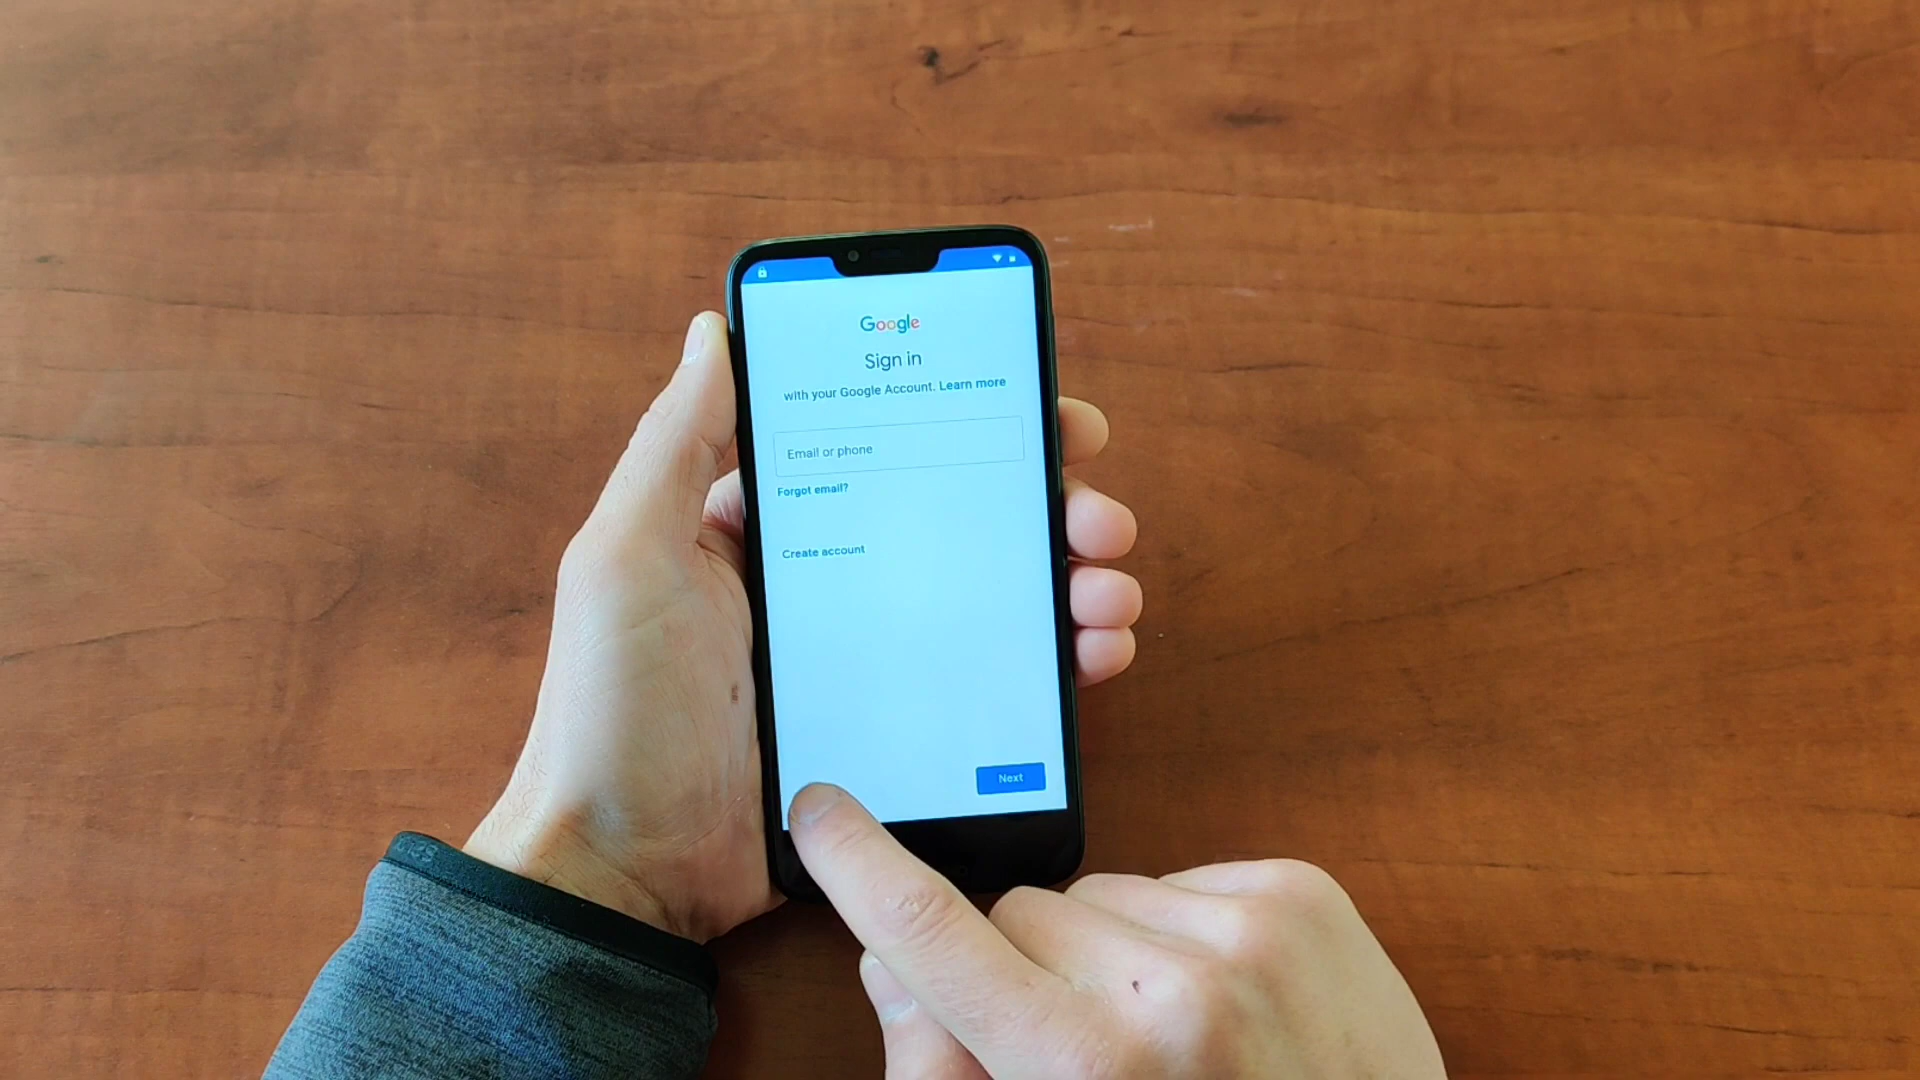 Google
Sign in
with your Google Account. Learn more
Email or phone
Forgot email?
Create account
Next